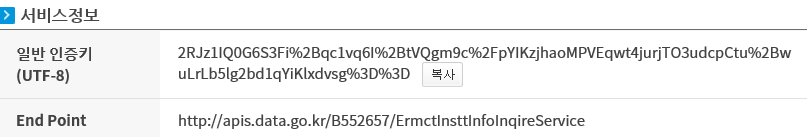 서비스정보
일반 인증키
(UTF-8)
2RJz1IQ0G6S3Fi%2Bqc1vq6I%2BtVQgm9c%2FpYIKzjhaoMPVEqwt4jurjTO3udcpCtu%2Bw
uLrLb5lg2bd1qYiKlxdvsg%3D%3D 복사
End Point http://apis.data.go.kr/B552657/ErmctInsttInfoInqireService